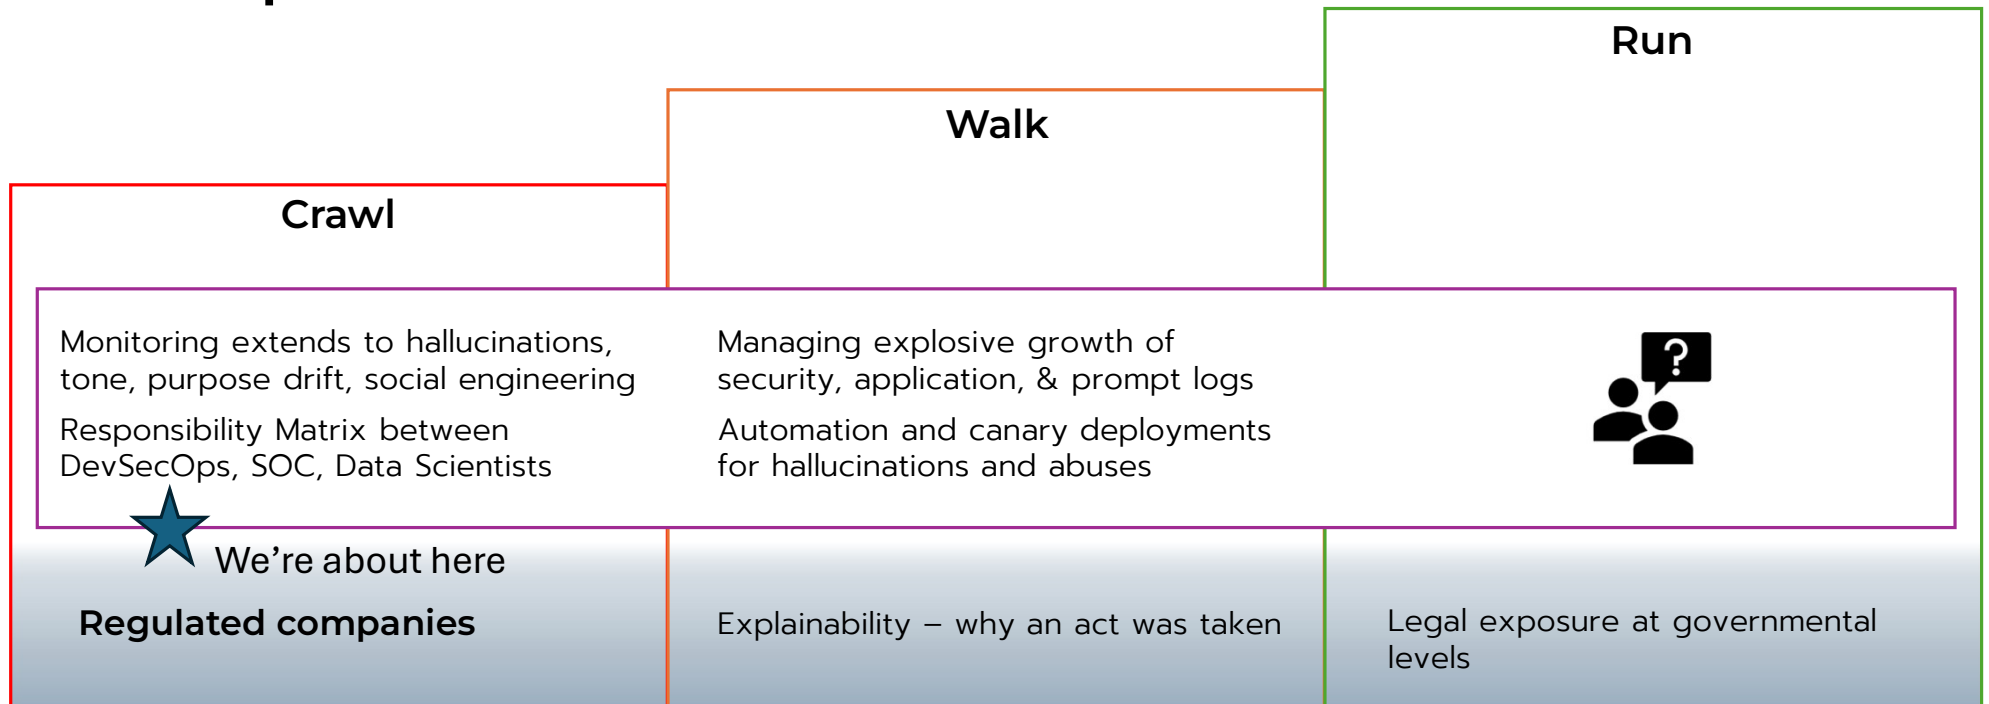 Run
Walk
Crawl
Monitoring extends to hallucinations,
tone, purpose drift, social engineering
Responsibility Matrix between
DevSecOps, SOC, Data Scientists
Managing explosive growth of
security, application, & prompt logs
Automation and canary deployments
for hallucinations and abuses
?
We're about here
Regulated companies
Explainability – why an act was taken
Legal exposure at governmental
levels